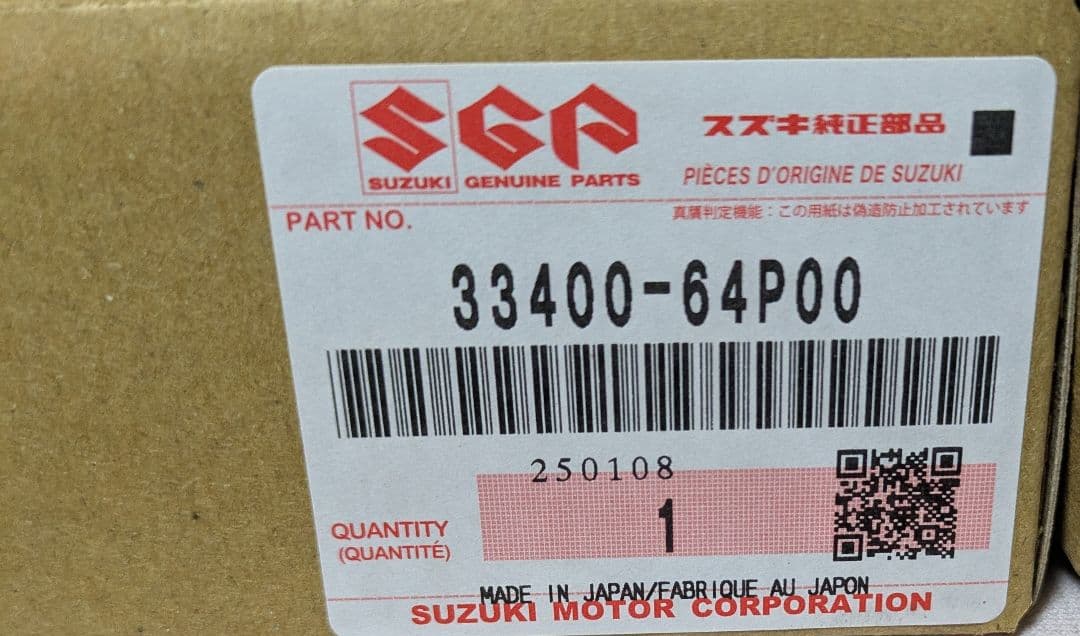 SGP
スズキ純正部品
SUZUKI GENUINE PARTS
PIÈCES D'ORIGINE DE SUZUKI
PART NO.
真贋判定機能：この用紙は偽造防止加工されています
33400-64P00
250108
QUANTITY
(QUANTITÉ)
1
MADE IN JAPAN/FABRIQUE AU JAPON
SUZUKI MOTOR CORPORATION